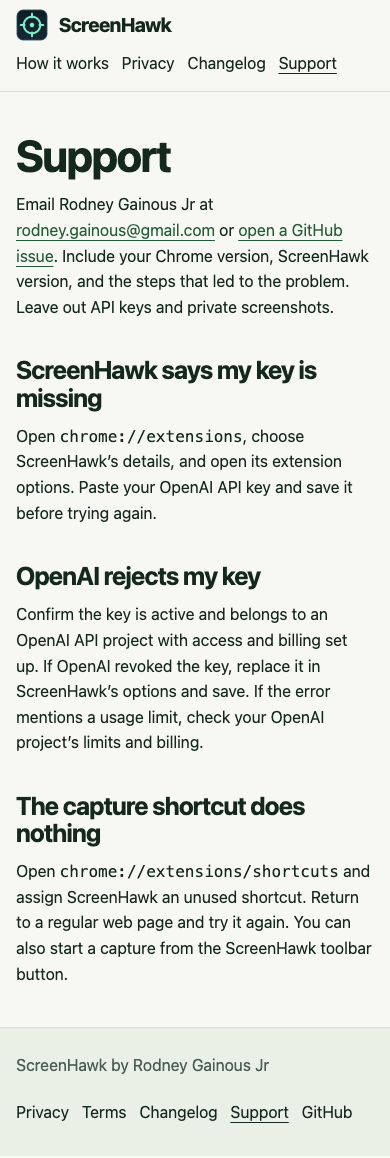 ScreenHawk
How it works Privacy Changelog Support
Support
Email Rodney Gainous Jr at
rodney.gainous@gmail.com or open a GitHub
issue. Include your Chrome version, ScreenHawk
version, and the steps that led to the problem.
Leave out API keys and private screenshots.
ScreenHawk says my key is
missing
Open chrome://extensions, choose
ScreenHawk’s details, and open its extension
options. Paste your OpenAI API key and save it
before trying again.
OpenAI rejects my key
Confirm the key is active and belongs to an
OpenAI API project with access and billing set
up. If OpenAI revoked the key, replace it in
ScreenHawk’s options and save. If the error
mentions a usage limit, check your OpenAI
project’s limits and billing.
The capture shortcut does
nothing
Open chrome://extensions/shortcuts and
assign ScreenHawk an unused shortcut. Return
to a regular web page and try it again. You can
also start a capture from the ScreenHawk toolbar
button.
ScreenHawk by Rodney Gainous Jr
Privacy Terms Changelog Support GitHub